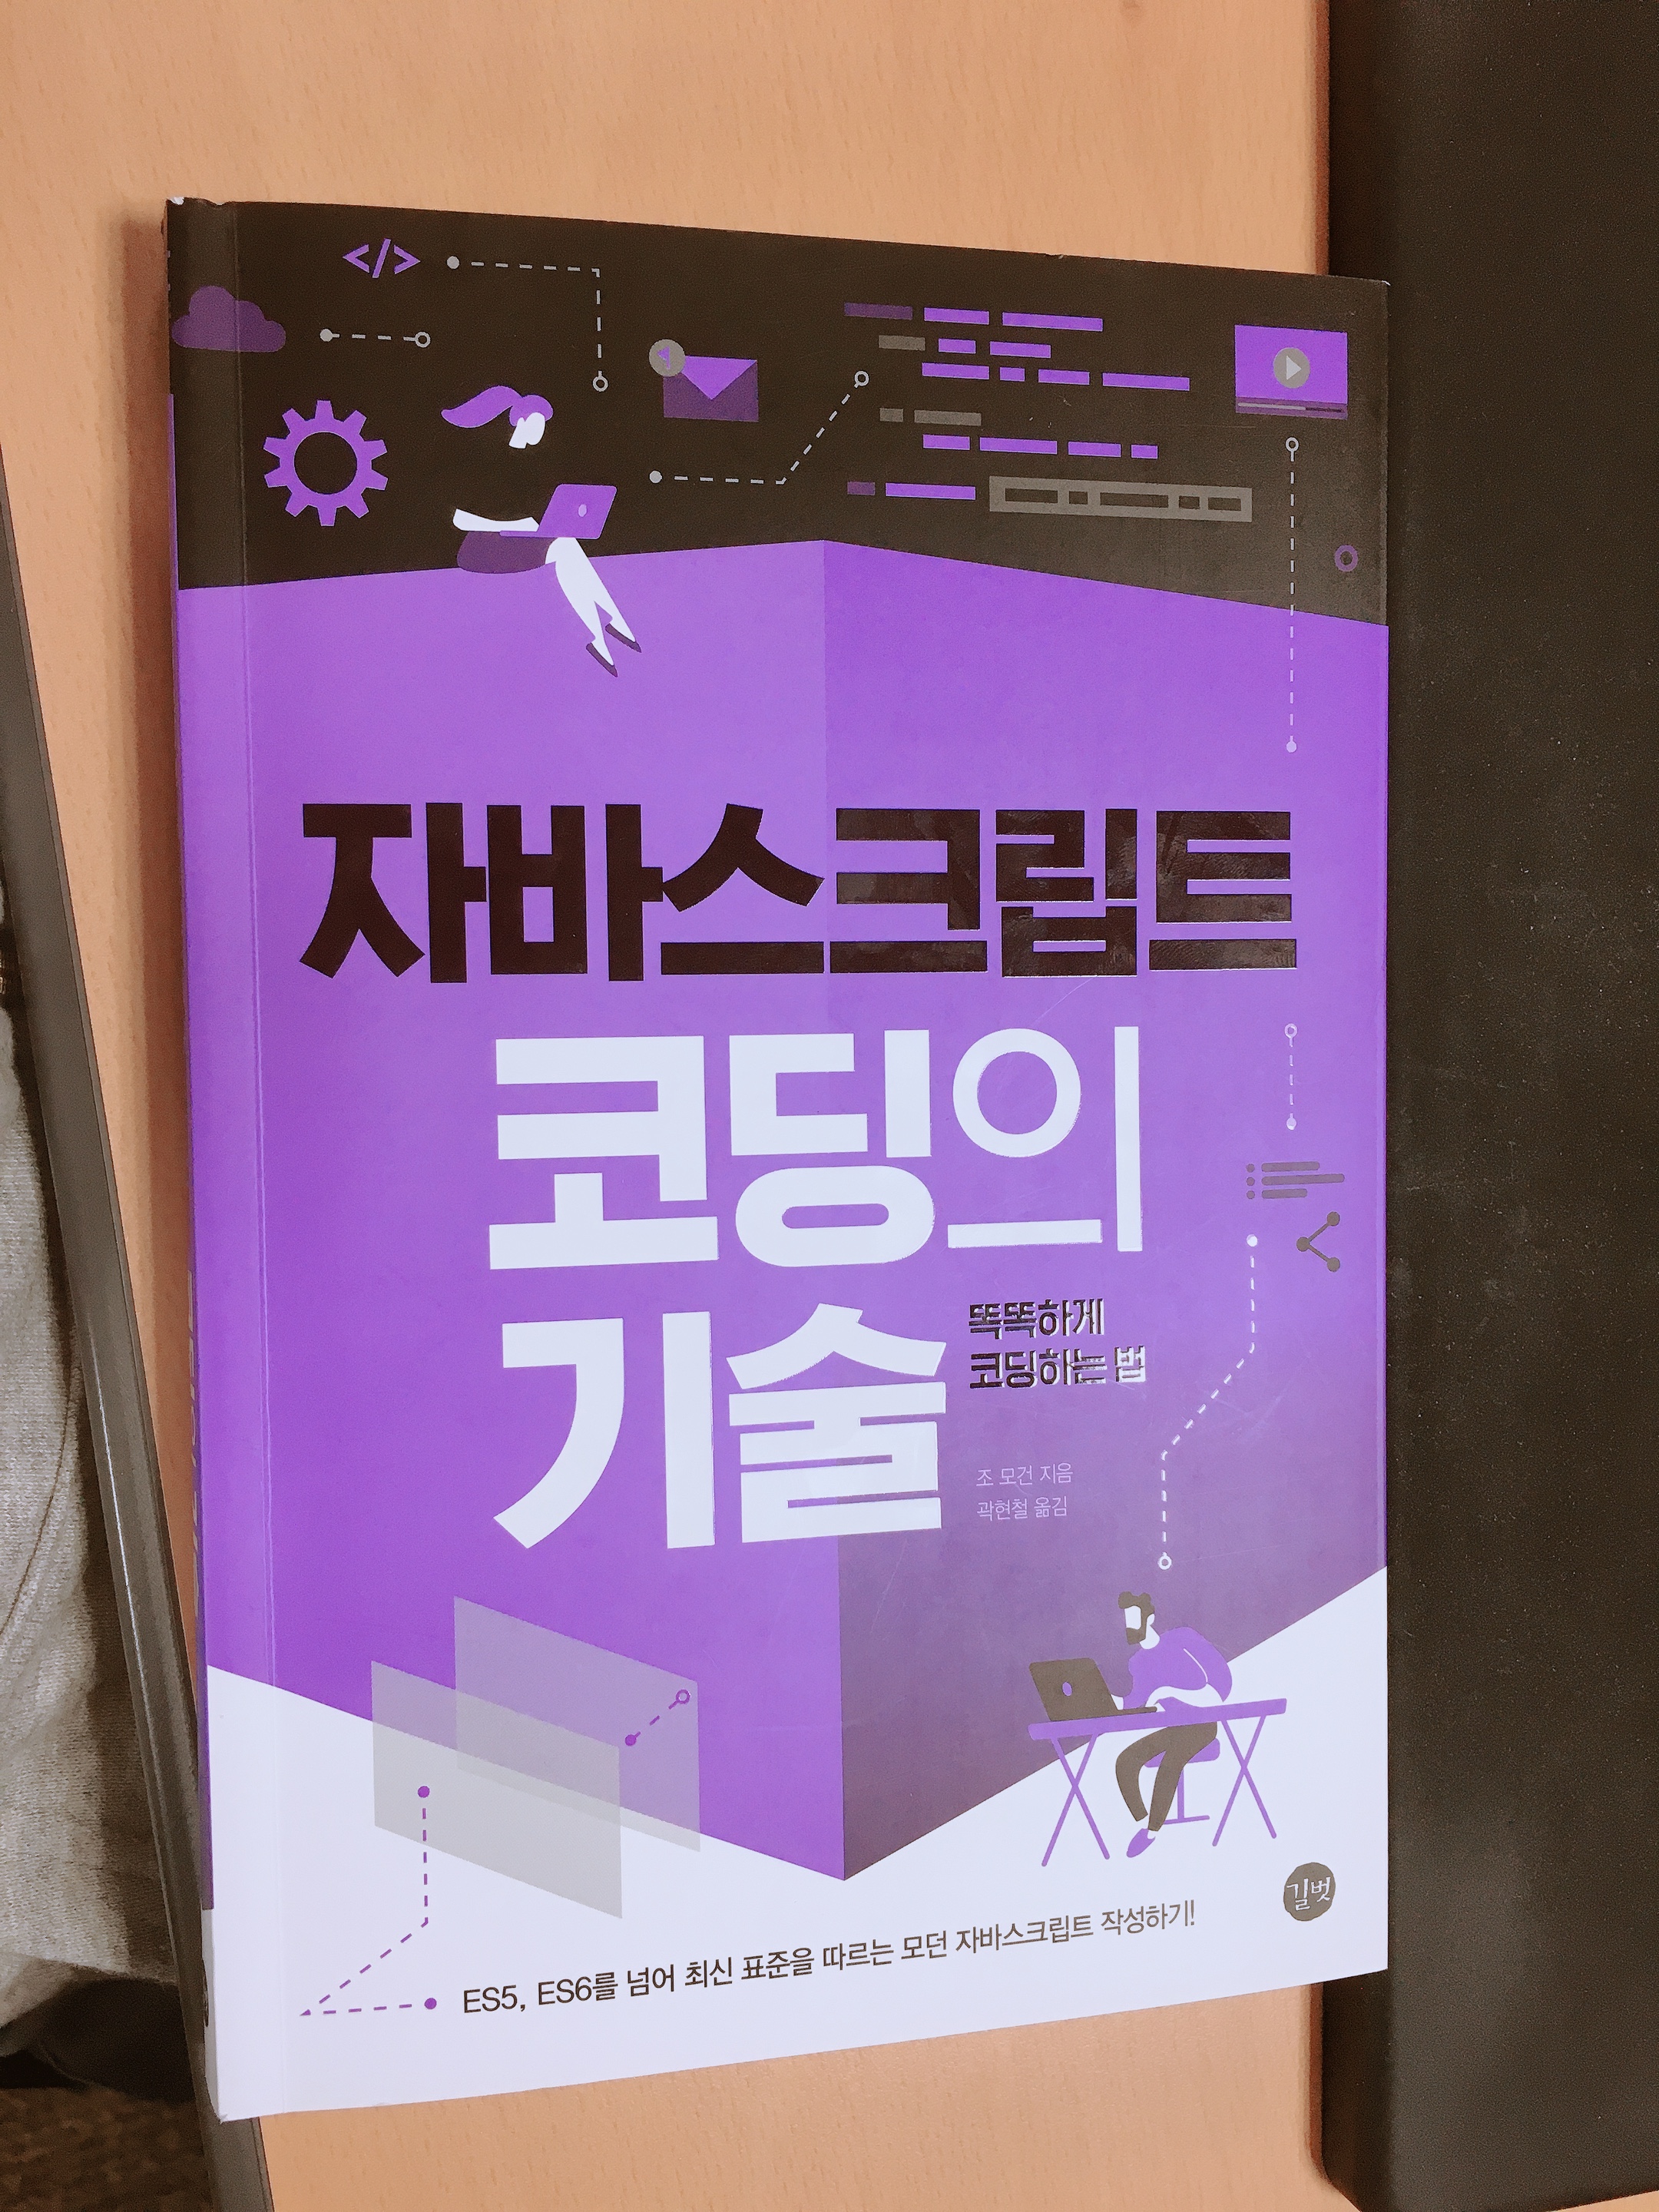 </>
1
자바스크립트
코딩의
기술
똑똑하게
코딩하는 법
조 모건 지음
곽현철 옮김
길벗
ES5, ES6를 넘어 최신 표준을 따르는 모던 자바스크립트 작성하기!